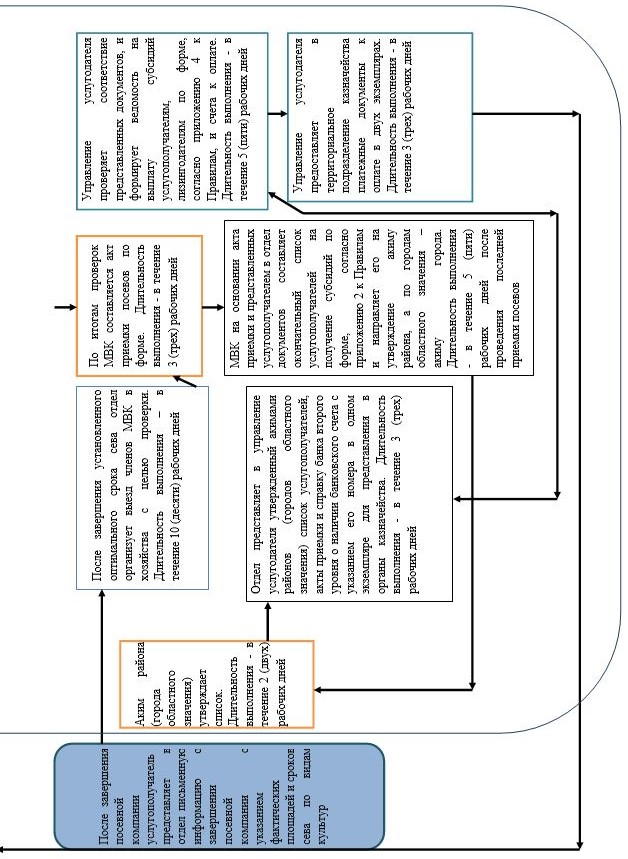 После завершения
посевной
компании
услугополучатель
представляет в
отдел письменную
информацию о
завершении
посевной
компании с
указанием
фактических
площадей и сроков
сева по видам
культур
После завершения установленного
оптимального срока сева отдел
организует выезд членов МВК в
хозяйства с целью проверки.
Длительность выполнения – в
течение 10 (десяти) рабочих дней
По итогам проверок
МВК составляется акт
приемки посевов по
форме. Длительность
выполнения - в течение
3 (трех) рабочих дней
МВК на основании акта
приемки и представленных
услугополучателем в отдел
документов составляет
окончательный список
услугополучателей на
получение субсидий по
форме, согласно
приложению 2 к Правилам
и направляет его на
утверждение акиму
района, а по городам
областного значения –
акиму города.
Длительность выполнения
- в течение 5 (пяти)
рабочих дней после
проведения последней
приемки посевов
Аким района
(города
областного
значения)
утверждает
список.
Длительность
выполнения - в
течение 2 (двух)
рабочих дней
Отдел представляет в управление
услугодателя утвержденный акимами
районов (городов областного
значения) список услугополучателей,
акты приемки и справку банка второго
уровня о наличии банковского счета с
указанием его номера в одном
экземпляре для представления в
органы казначейства. Длительность
выполнения - в течение 3 (трех)
рабочих дней
Управление услугодателя
проверяет соответствие
представленных документов, и
формирует ведомость на
выплату субсидий
услугополучателям,
лизингодателям по форме,
согласно приложению 4 к
Правилам, и счета к оплате.
Длительность выполнения - в
течение 5 (пяти) рабочих дней
Управление услугодателя
предоставляет в
территориальное
подразделение казначейства
платежные документы к
оплате в двух экземплярах.
Длительность выполнения - в
течение 3 (трех) рабочих дней